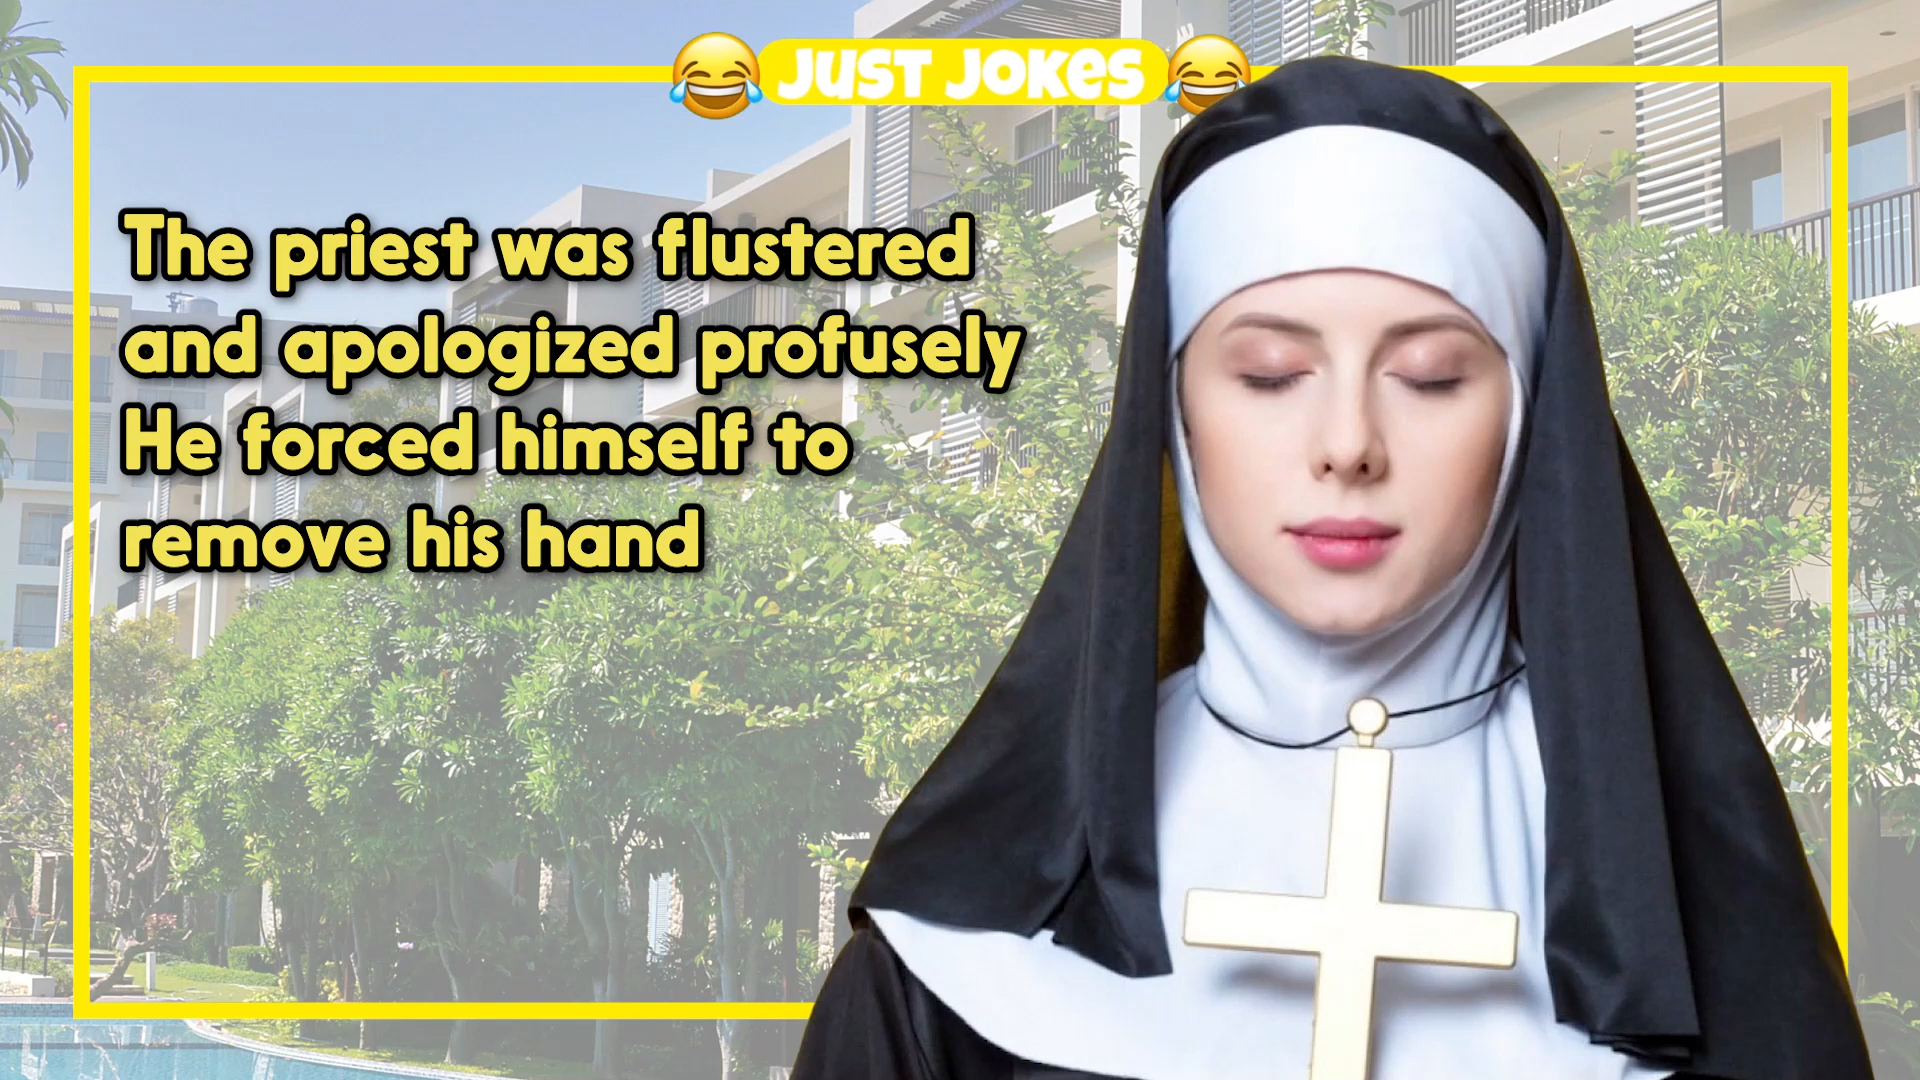 JUST JOKES
The priest was flustered
and apologized profusely
He forced himself to
remove his hand